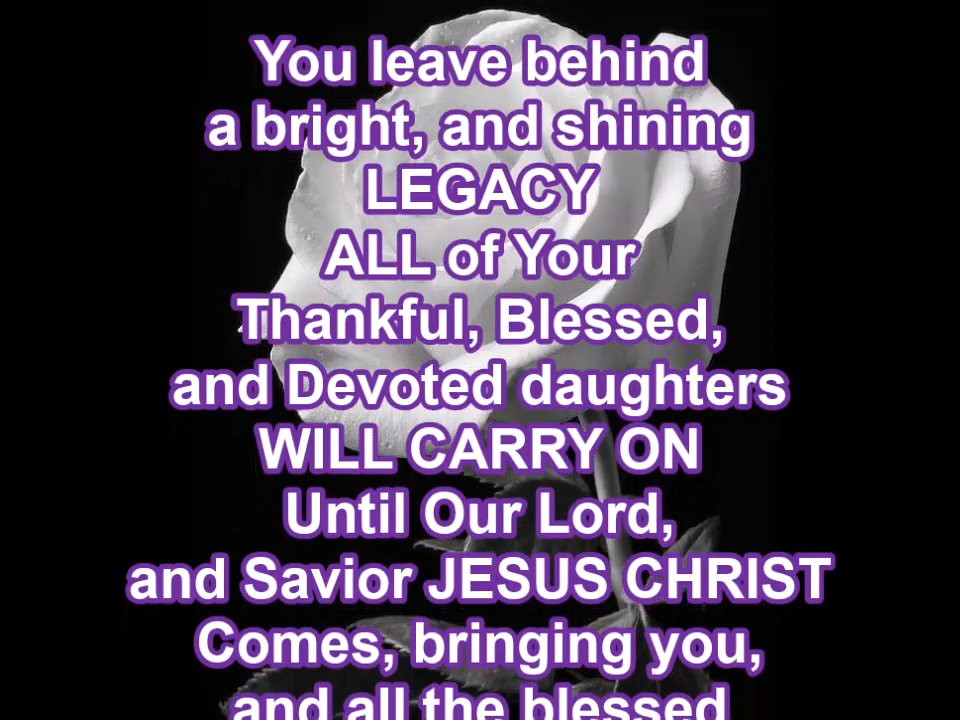 You leave behind
a bright, and shining
LEGACY
ALL of Your
Thankful, Blessed,
and Devoted daughters
WILL CARRY ON
Until Our Lord,
and Savior JESUS CHRIST
Comes, bringing you,
and all the blessed